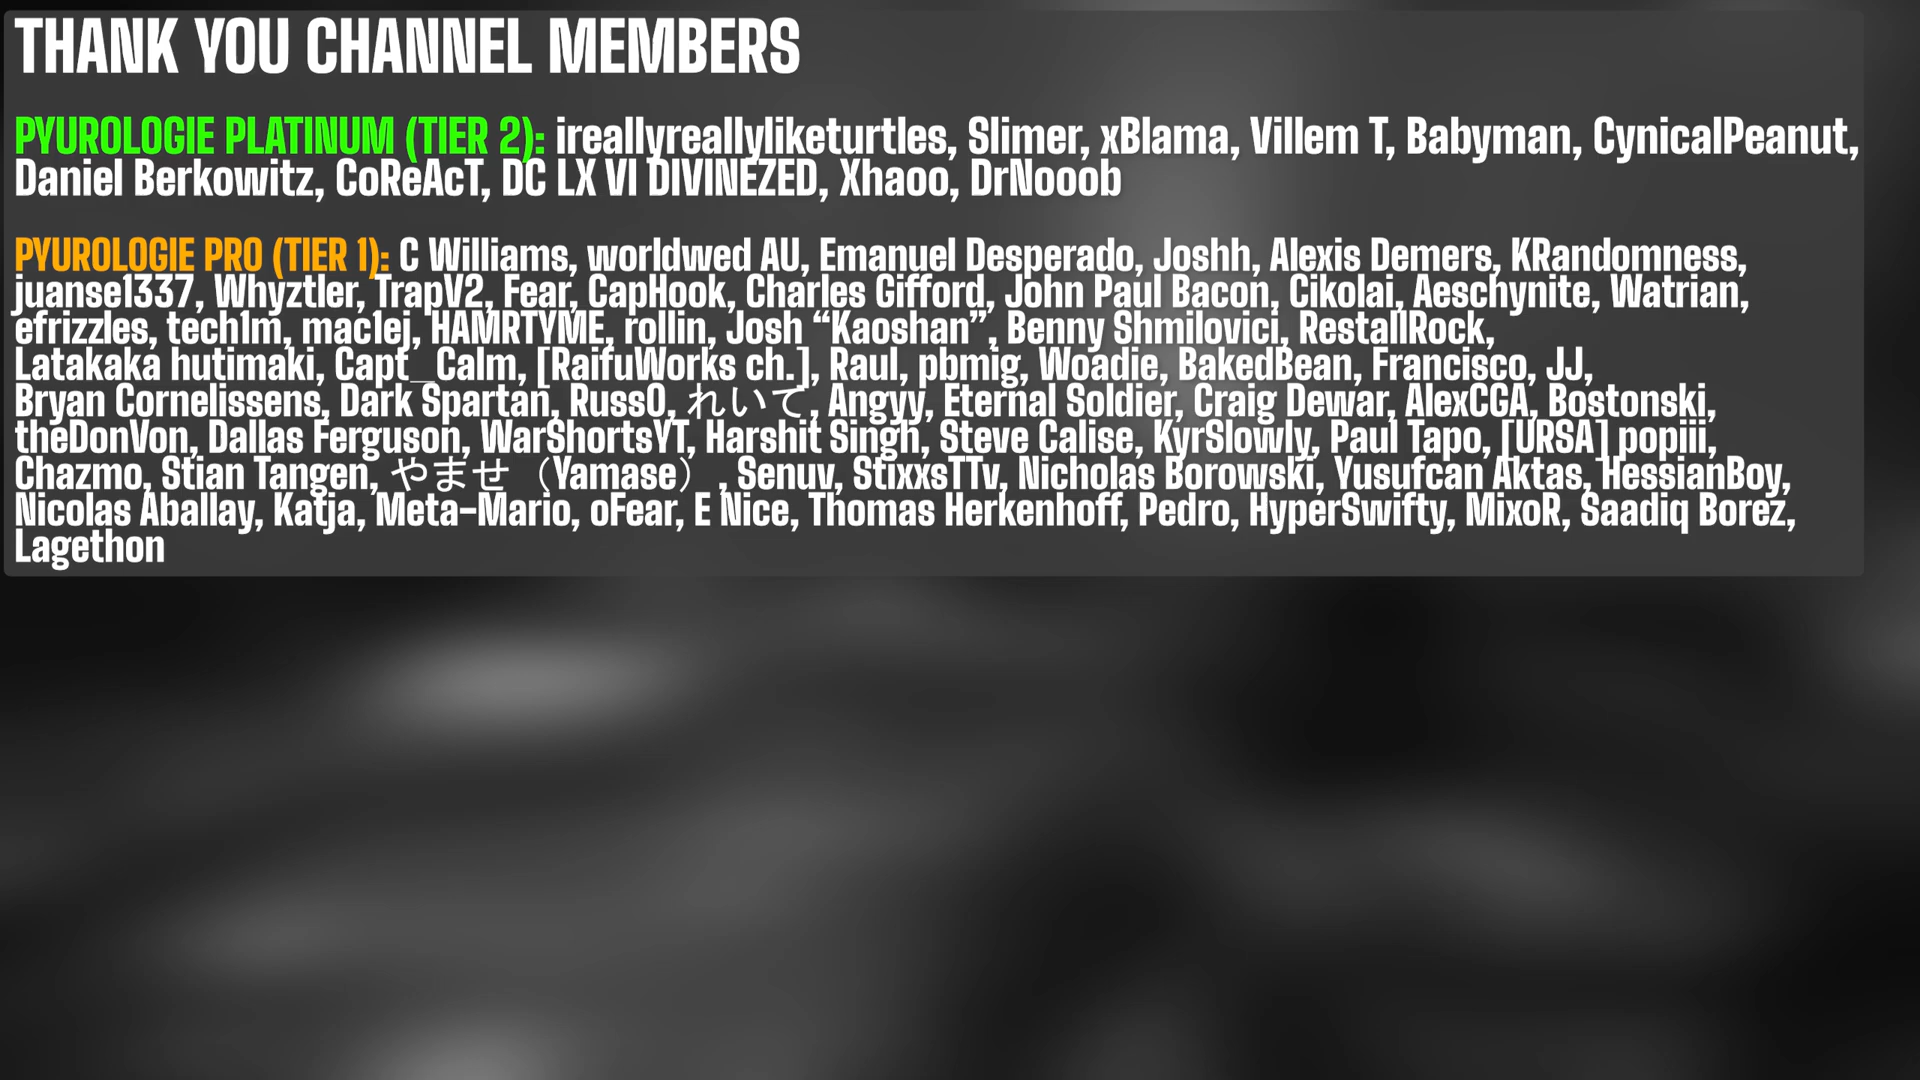 THANK YOU CHANNEL MEMBERS
PYUROLOGIE PLATINUM (TIER 2): ireallyreallyliketurtles, Slimer, xBlama, Villem T, Babyman, CynicalPeanut,
Daniel Berkowitz, CoReAcT, DC LX VI DIVINEZED, Xhaoo, DrNooob
PYUROLOGIE PRO (TIER 1): C Williams, worldwed AU, Emanuel Desperado, Joshh, Alexis Demers, KRandomness,
juanse1337, Whyzt1er, TrapV2, Fear, CapHook, Charles Gifford, John Paul Bacon, Cikolai, Aeschynite, Watrian,
efrizzles, tech1m, mac1ej, HAMRTYME, rollin, Josh “Kaoshan”, Benny Shmilovici, RestallRock,
Latakaka hutimaki, Capt_Calm, [RaifuWorks ch.], Raul, pbmig, Woadie, BakedBean, Francisco, JJ,
Bryan Cornelissens, Dark Spartan, Russ0, れいて, Angyy, Eternal Soldier, Craig Dewar, AlexCGA, Bostonski,
theDonVon, Dallas Ferguson, WarShortsYT, Harshit Singh, Steve Calise, KyrSlowly, Paul Tapo, [URSA] popiii,
Chazmo, Stian Tangen, やませ（Yamase）, Senuv, StixxsTTv, Nicholas Borowski, Yusufcan Aktas, HessianBoy,
Nicolas Aballay, Katja, Meta-Mario, oFear, E Nice, Thomas Herkenhoff, Pedro, HyperSwifty, MixoR, Saadiq Borez,
Lagethon